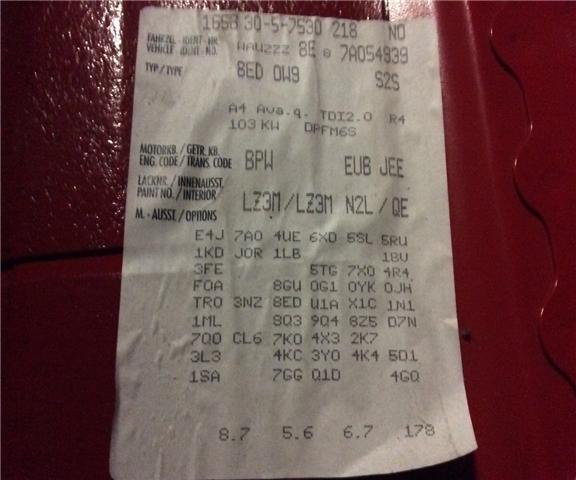 1658 30-5-7530 218 NO
FAHRZG.-IDENT-NR.
VEHICLE IDENT-NO. WAUZZZ 8E 8 7A054939
TYP/TYPE 8ED 0W9 S2S
A4 Ava.q. TDI2.0 R4
103 KW DPFM6S
MOTORKB./GETR.KB.
ENG. CODE/TRANS. CODE BPW EUB JEE
LACKNR./INNENAUSST.
PAINT NO./INTERIOR LZ3M/LZ3M N2L/QE
M.-AUSST./OPTIONS
E4J 7A0 4UE 6XD 5SL 5RU
1KD J0R 1LB 18V
3FE 5TG 7X0 4R4
F0A 8GU 0G1 0YK 0JH
TR0 3NZ 8ED U1A X1C 1N1
1ML 8Q3 9Q4 8Z5 D7N
7Q0 CL6 7K0 4X3 2K7
3L3 4KC 3Y0 4K4 5D1
1SA 7GG Q1D 4GQ
8.7 5.6 6.7 178